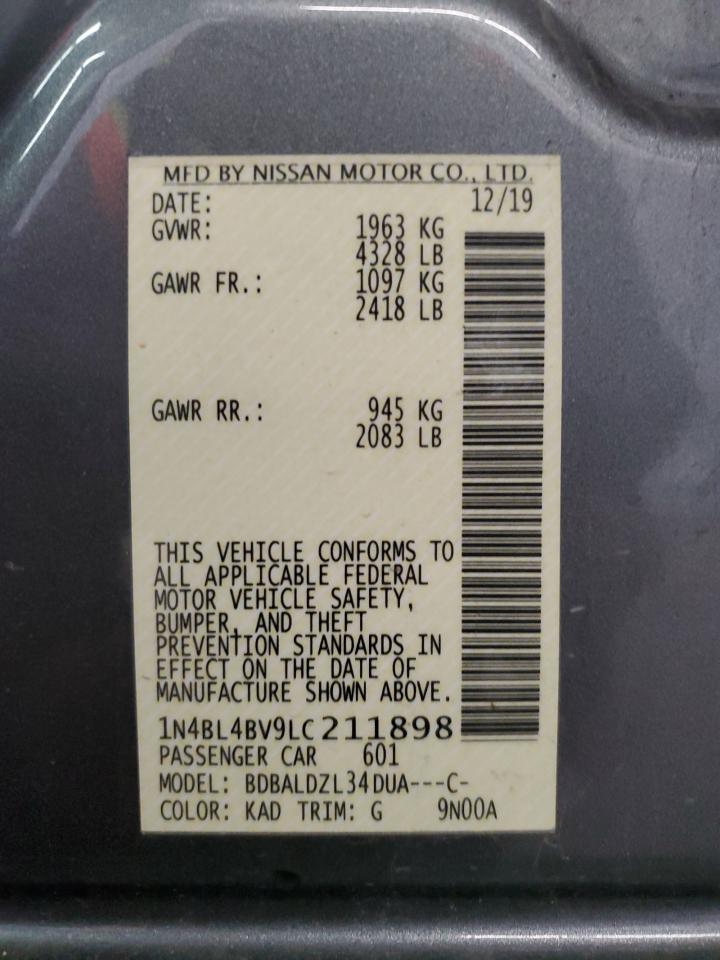 MFD BY NISSAN MOTOR CO., LTD.
DATE: 12/19
GVWR: 1963 KG
4328 LB
GAWR FR.: 1097 KG
2418 LB
GAWR RR.: 945 KG
2083 LB
THIS VEHICLE CONFORMS TO
ALL APPLICABLE FEDERAL
MOTOR VEHICLE SAFETY,
BUMPER, AND THEFT
PREVENTION STANDARDS IN
EFFECT ON THE DATE OF
MANUFACTURE SHOWN ABOVE.
1N4BL4BV9LC211898
PASSENGER CAR 601
MODEL: BDBALDZL34DUA---C-
COLOR: KAD TRIM: G 9N00A